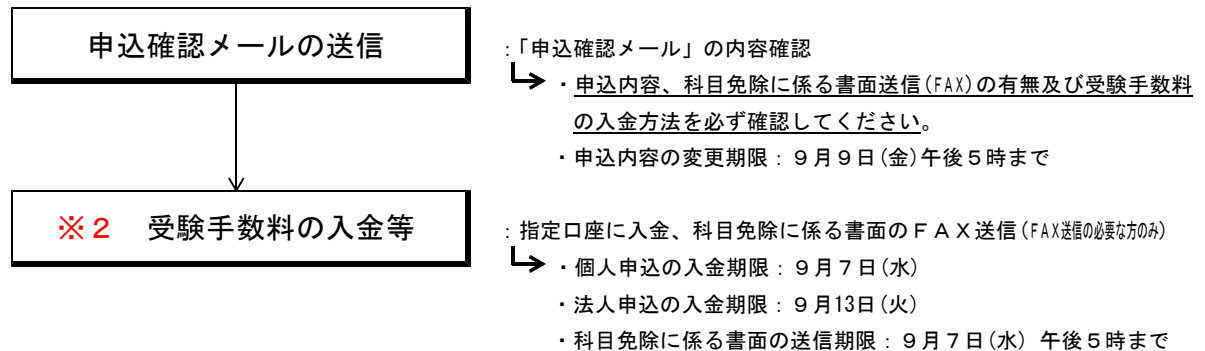 申込確認メールの送信
：「申込確認メール」の内容確認
・申込内容、科目免除に係る書面送信(FAX)の有無及び受験手数料
の入金方法を必ず確認してください。
・申込内容の変更期限：９月９日(金)午後５時まで
※２　受験手数料の入金等
：指定口座に入金、科目免除に係る書面のＦＡＸ送信(FAX送信の必要な方のみ)
・個人申込の入金期限：９月７日(水)
・法人申込の入金期限：９月13日(火)
・科目免除に係る書面の送信期限：９月７日(水) 午後５時まで